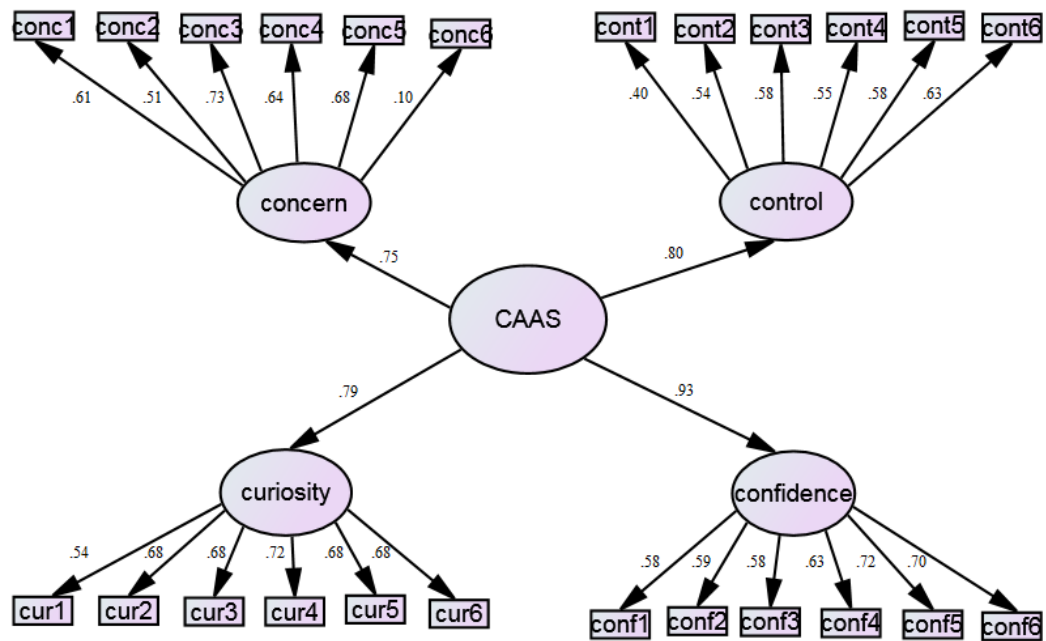 conc1 conc2 conc3 conc4 conc5 conc6
cont1 cont2 cont3 cont4 cont5 cont6
.61 .51 .73 .64 .68 .10
.40 .54 .58 .55 .58 .63
concern
control
.75
.80
CAAS
.79
.93
curiosity
confidence
.54 .68 .68 .72 .68 .68
.58 .59 .58 .63 .72 .70
cur1 cur2 cur3 cur4 cur5 cur6
conf1 conf2 conf3 conf4 conf5 conf6